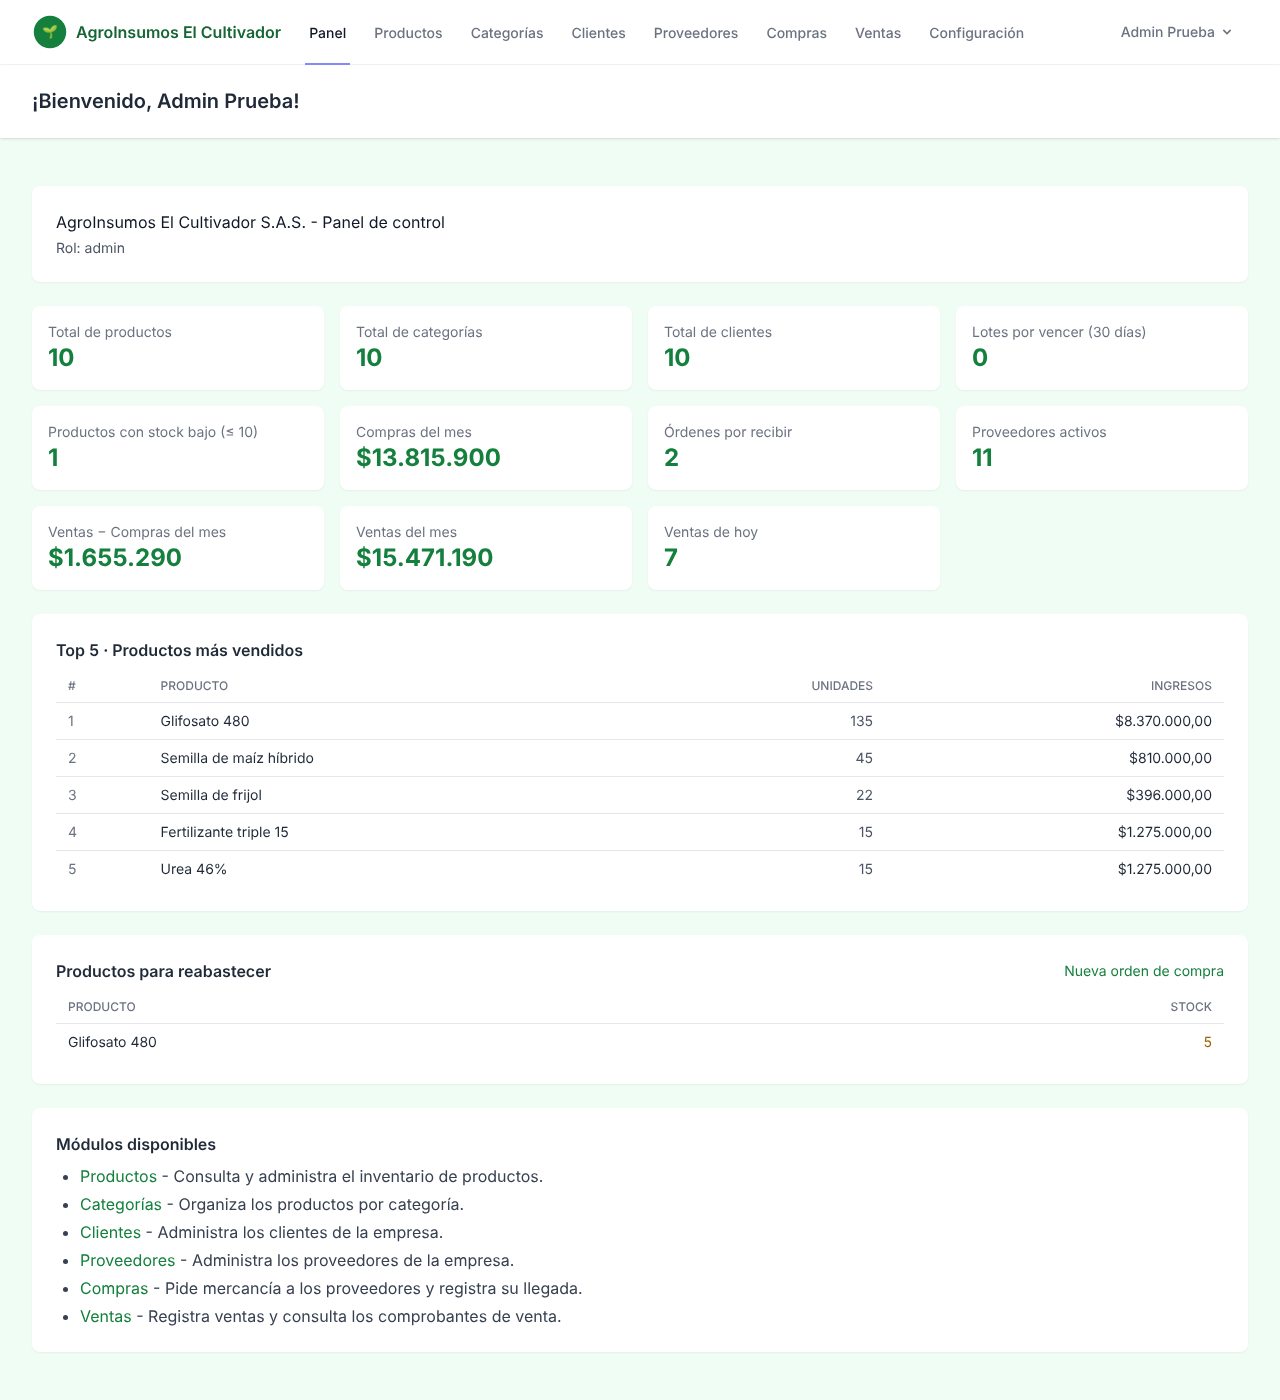 AgroInsumos El Cultivador Panel Productos Categorías Clientes Proveedores Compras Ventas Configuración Admin Prueba
¡Bienvenido, Admin Prueba!
AgroInsumos El Cultivador S.A.S. - Panel de control
Rol: admin
Total de productos
10
Total de categorías
10
Total de clientes
10
Lotes por vencer (30 días)
0
Productos con stock bajo (≤ 10)
1
Compras del mes
$13.815.900
Órdenes por recibir
2
Proveedores activos
11
Ventas − Compras del mes
$1.655.290
Ventas del mes
$15.471.190
Ventas de hoy
7
Top 5 · Productos más vendidos
# PRODUCTO UNIDADES INGRESOS
1 Glifosato 480 135 $8.370.000,00
2 Semilla de maíz híbrido 45 $810.000,00
3 Semilla de frijol 22 $396.000,00
4 Fertilizante triple 15 15 $1.275.000,00
5 Urea 46% 15 $1.275.000,00
Productos para reabastecer Nueva orden de compra
PRODUCTO STOCK
Glifosato 480 5
Módulos disponibles
• Productos - Consulta y administra el inventario de productos.
• Categorías - Organiza los productos por categoría.
• Clientes - Administra los clientes de la empresa.
• Proveedores - Administra los proveedores de la empresa.
• Compras - Pide mercancía a los proveedores y registra su llegada.
• Ventas - Registra ventas y consulta los comprobantes de venta.